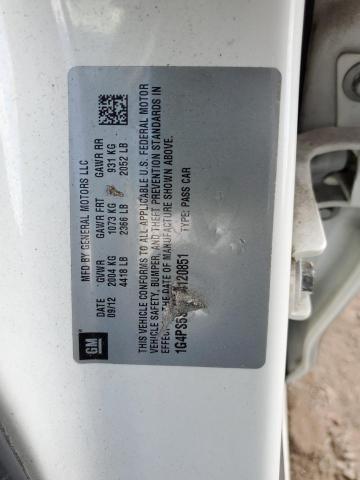 MFD BY GENERAL MOTORS LLC
DATE GVWR GAWR FRT GAWR RR
09/12 2004 KG 1073 KG 931 KG
4418 LB 2366 LB 2052 LB
THIS VEHICLE CONFORMS TO ALL APPLICABLE U.S. FEDERAL MOTOR
VEHICLE SAFETY, BUMPER, AND THEFT PREVENTION STANDARDS IN
EFFECT THE DATE OF MANUFACTURE SHOWN ABOVE.
1G4PS5S 4120851 TYPE: PASS CAR
GM